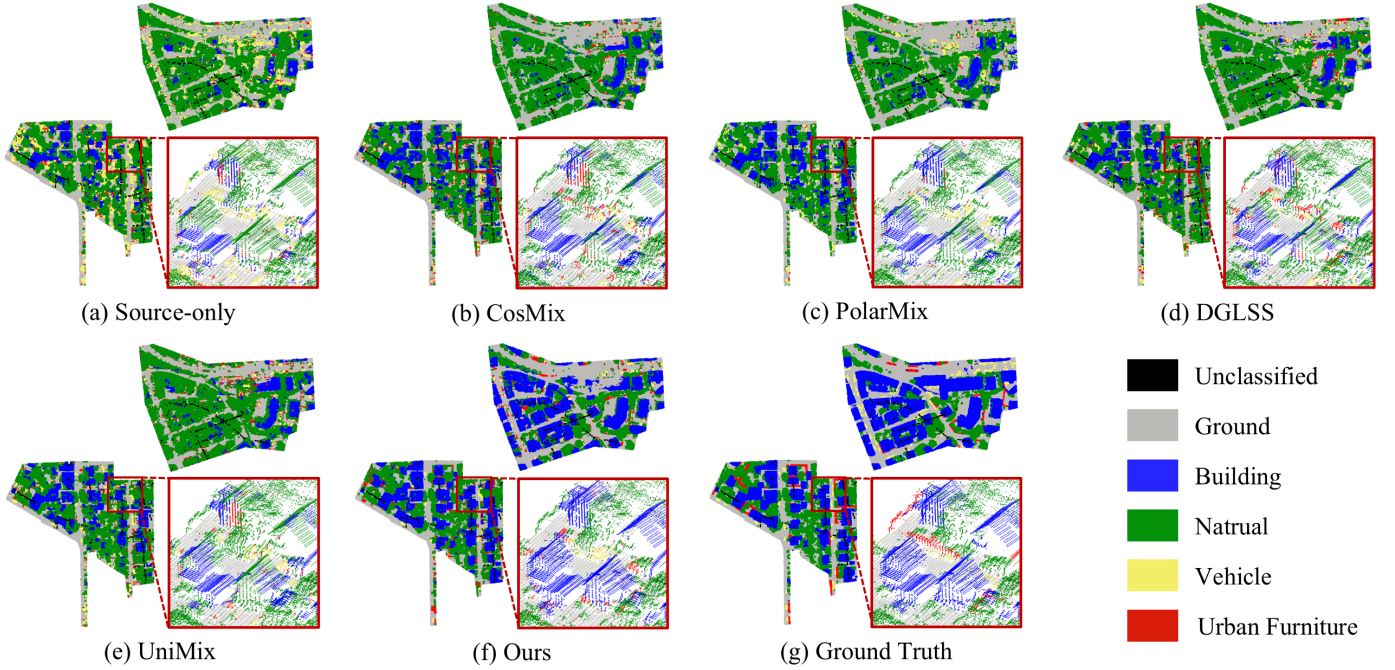 (a) Source-only
(b) CosMix
(c) PolarMix
(d) DGLSS
(e) UniMix
(f) Ours
(g) Ground Truth
Unclassified
Ground
Building
Natrual
Vehicle
Urban Furniture